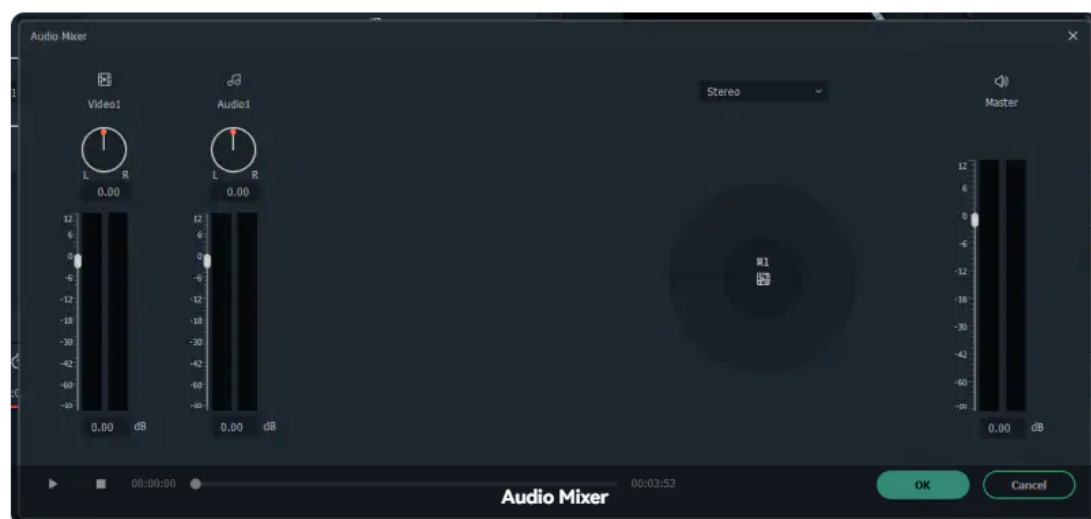 Audio Mixer
Video1
Audio1
Stereo
Master
L R
L R
0.00
0.00
12
6
0
-6
-12
-18
-30
-42
-60
-∞
12
6
0
-6
-12
-18
-30
-42
-60
-∞
12
6
0
-6
-12
-18
-30
-42
-60
-∞
0.00 dB
0.00 dB
0.00 dB
00:00:00
00:03:52
OK
Cancel
Audio Mixer